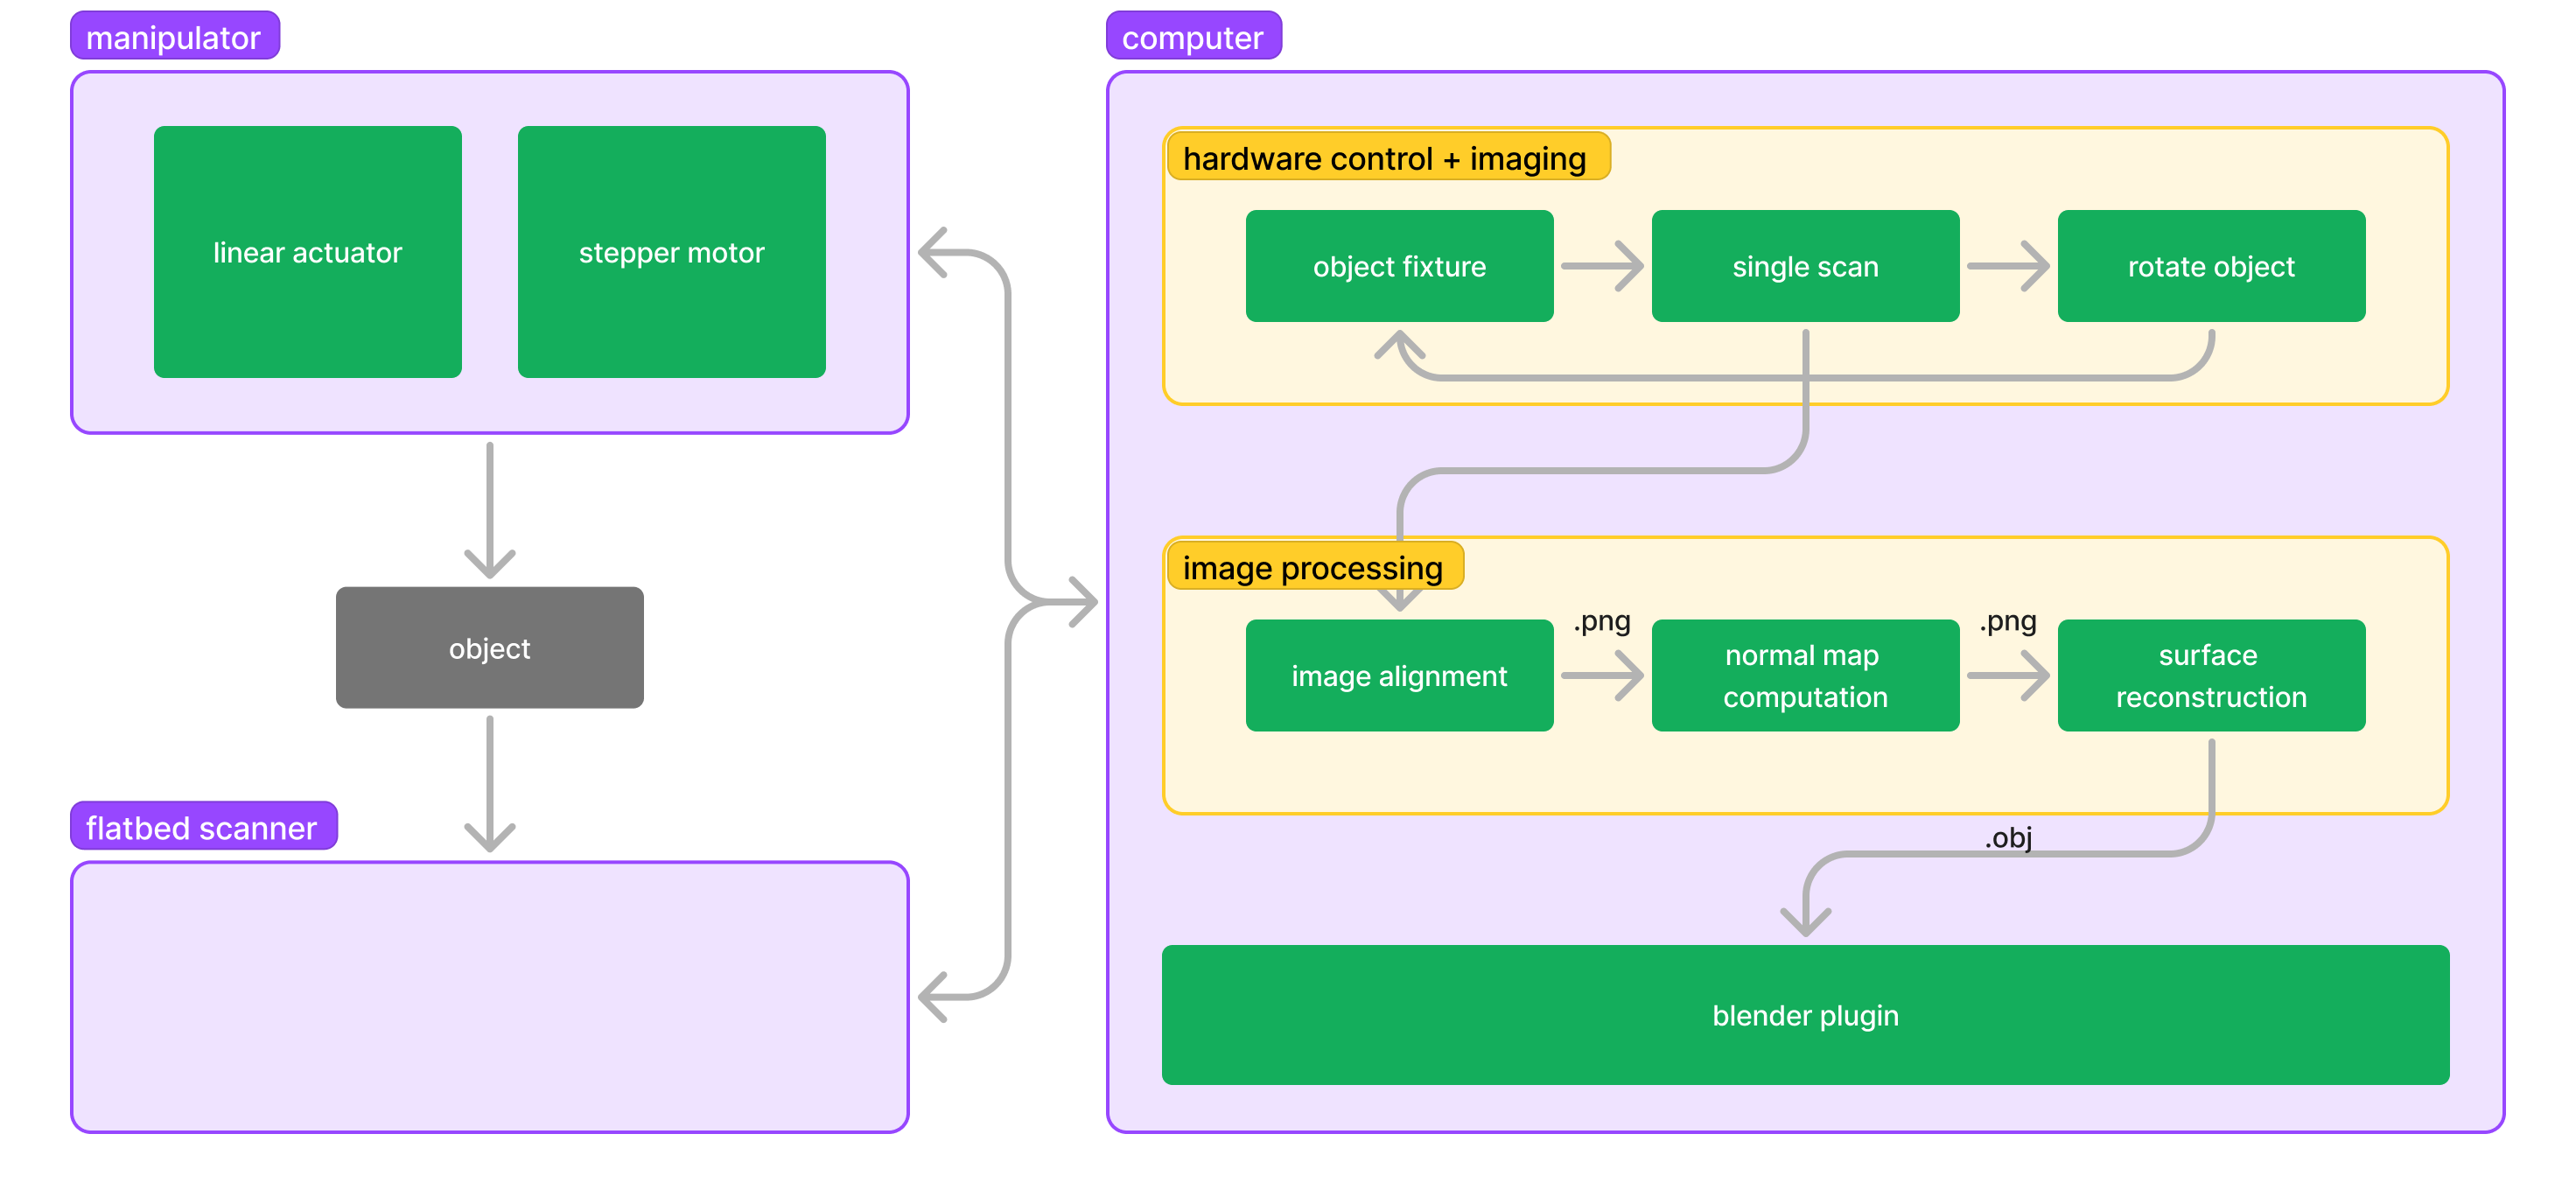 manipulator
linear actuator
stepper motor
object
flatbed scanner
computer
hardware control + imaging
object fixture
single scan
rotate object
image processing
image alignment
.png
normal map
computation
.png
surface
reconstruction
.obj
blender plugin